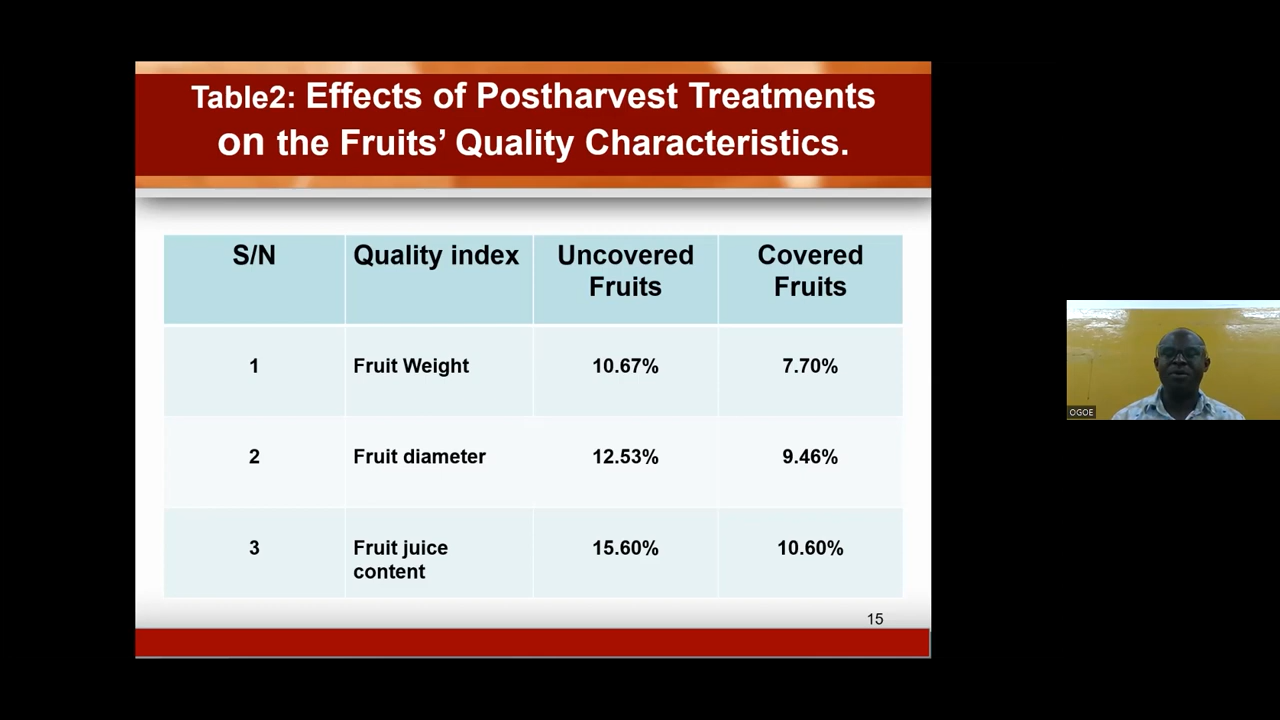 Table2: Effects of Postharvest Treatments
on the Fruits’ Quality Characteristics.
S/N
Quality index
Uncovered
Fruits
Covered
Fruits
1
Fruit Weight
10.67%
7.70%
2
Fruit diameter
12.53%
9.46%
3
Fruit juice
content
15.60%
10.60%
15
OGOE